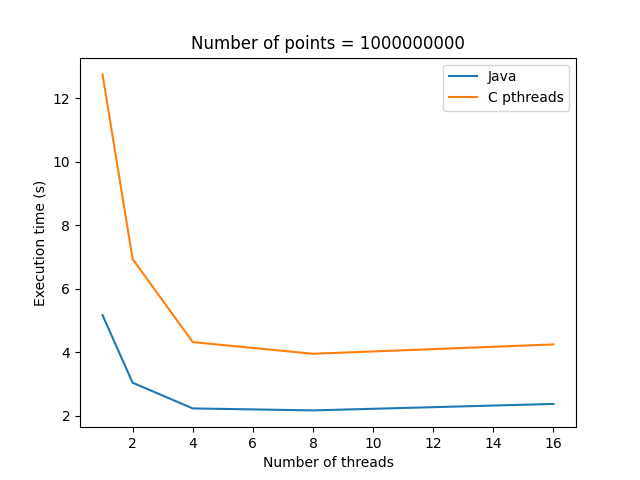 Number of points = 1000000000
Java
C pthreads
12
10
8
6
4
2
Execution time (s)
2 4 6 8 10 12 14 16
Number of threads